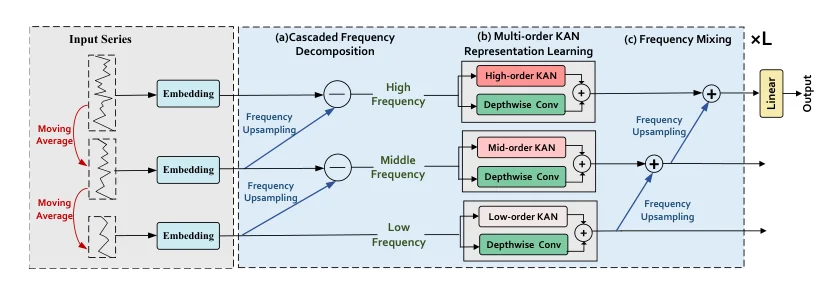 Input Series
(a)Cascaded Frequency
Decomposition
(b) Multi-order KAN
Representation Learning
(c) Frequency Mixing
×L
Embedding
High
Frequency
High-order KAN
Depthwise Conv
Linear
Output
Moving
Average
Frequency
Upsampling
Frequency
Upsampling
Embedding
Middle
Frequency
Mid-order KAN
Depthwise Conv
Moving
Average
Frequency
Upsampling
Frequency
Upsampling
Embedding
Low
Frequency
Low-order KAN
Depthwise Conv